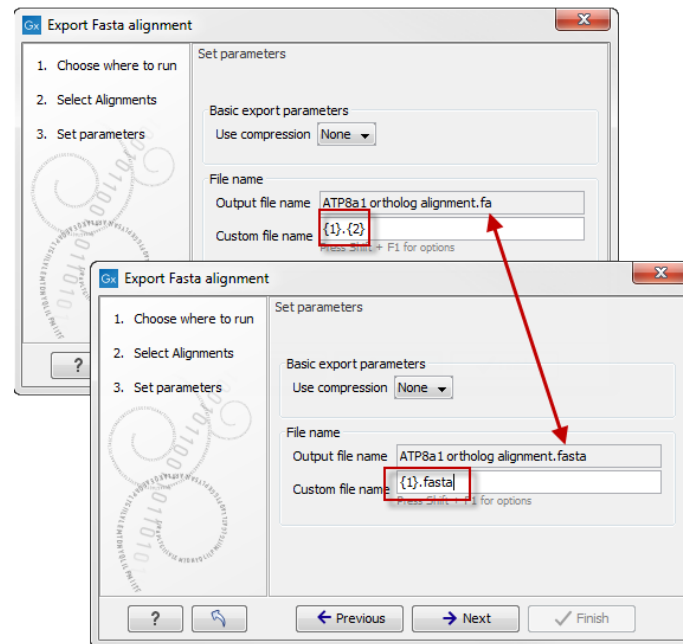 Gx Export Fasta alignment
1. Choose where to run
2. Select Alignments
3. Set parameters
Set parameters
Basic export parameters
Use compression None
File name
Output file name ATP8a1 ortholog alignment.fa
Custom file name {1}.{2}
Press Shift + F1 for options
?
Gx Export Fasta alignment
1. Choose where to run
2. Select Alignments
3. Set parameters
Set parameters
Basic export parameters
Use compression None
File name
Output file name ATP8a1 ortholog alignment.fasta
Custom file name {1}.fasta
Press Shift + F1 for options
? Previous Next Finish